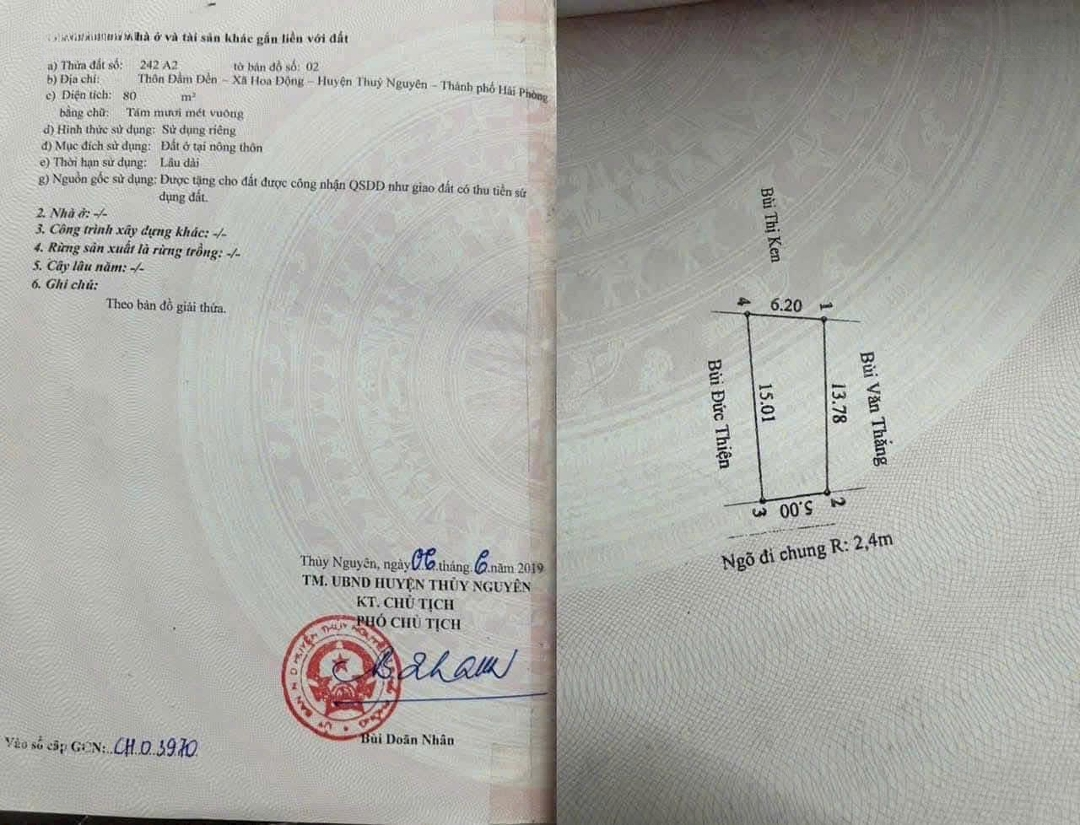 Nhà ở và tài sản khác gắn liền với đất
a) Thửa đất số: 242 A2 tờ bản đồ số: 02
b) Địa chỉ: Thôn Đầm Đền – Xã Hoa Động – Huyện Thuỷ Nguyên – Thành phố Hải Phòng
c) Diện tích: 80 m²
bằng chữ: Tám mươi mét vuông
d) Hình thức sử dụng: Sử dụng riêng
đ) Mục đích sử dụng: Đất ở tại nông thôn
e) Thời hạn sử dụng: Lâu dài
g) Nguồn gốc sử dụng: Được tặng cho đất được công nhận QSDĐ như giao đất có thu tiền sử
dụng đất.
2. Nhà ở: -/-
3. Công trình xây dựng khác: -/-
4. Rừng sản xuất là rừng trồng: -/-
5. Cây lâu năm: -/-
6. Ghi chú:
Theo bản đồ giải thửa.
Thủy Nguyên, ngày 06 tháng 6 năm 2019
TM. UBND HUYỆN THỦY NGUYÊN
KT. CHỦ TỊCH
PHÓ CHỦ TỊCH
Bùi Doãn Nhân
Vào sổ cấp GCN: CH.0.3970
Bùi Thị Ken
4 6.20 1
Bùi Đức Thiện
15.01
13.78
Bùi Văn Thắng
3 5.00 2
Ngõ đi chung R: 2,4m